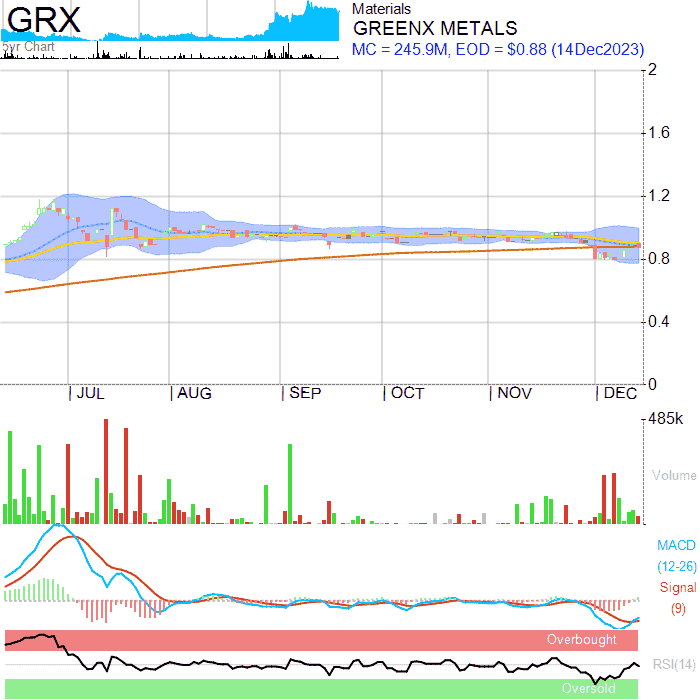 GRX
5yr Chart
Materials
GREENX METALS
MC = 245.9M, EOD = $0.88 (14Dec2023)
2
1.6
1.2
0.8
0.4
0
JUL AUG SEP OCT NOV DEC
485k
Volume
MACD
(12-26)
Signal
(9)
Overbought
RSI(14)
Oversold